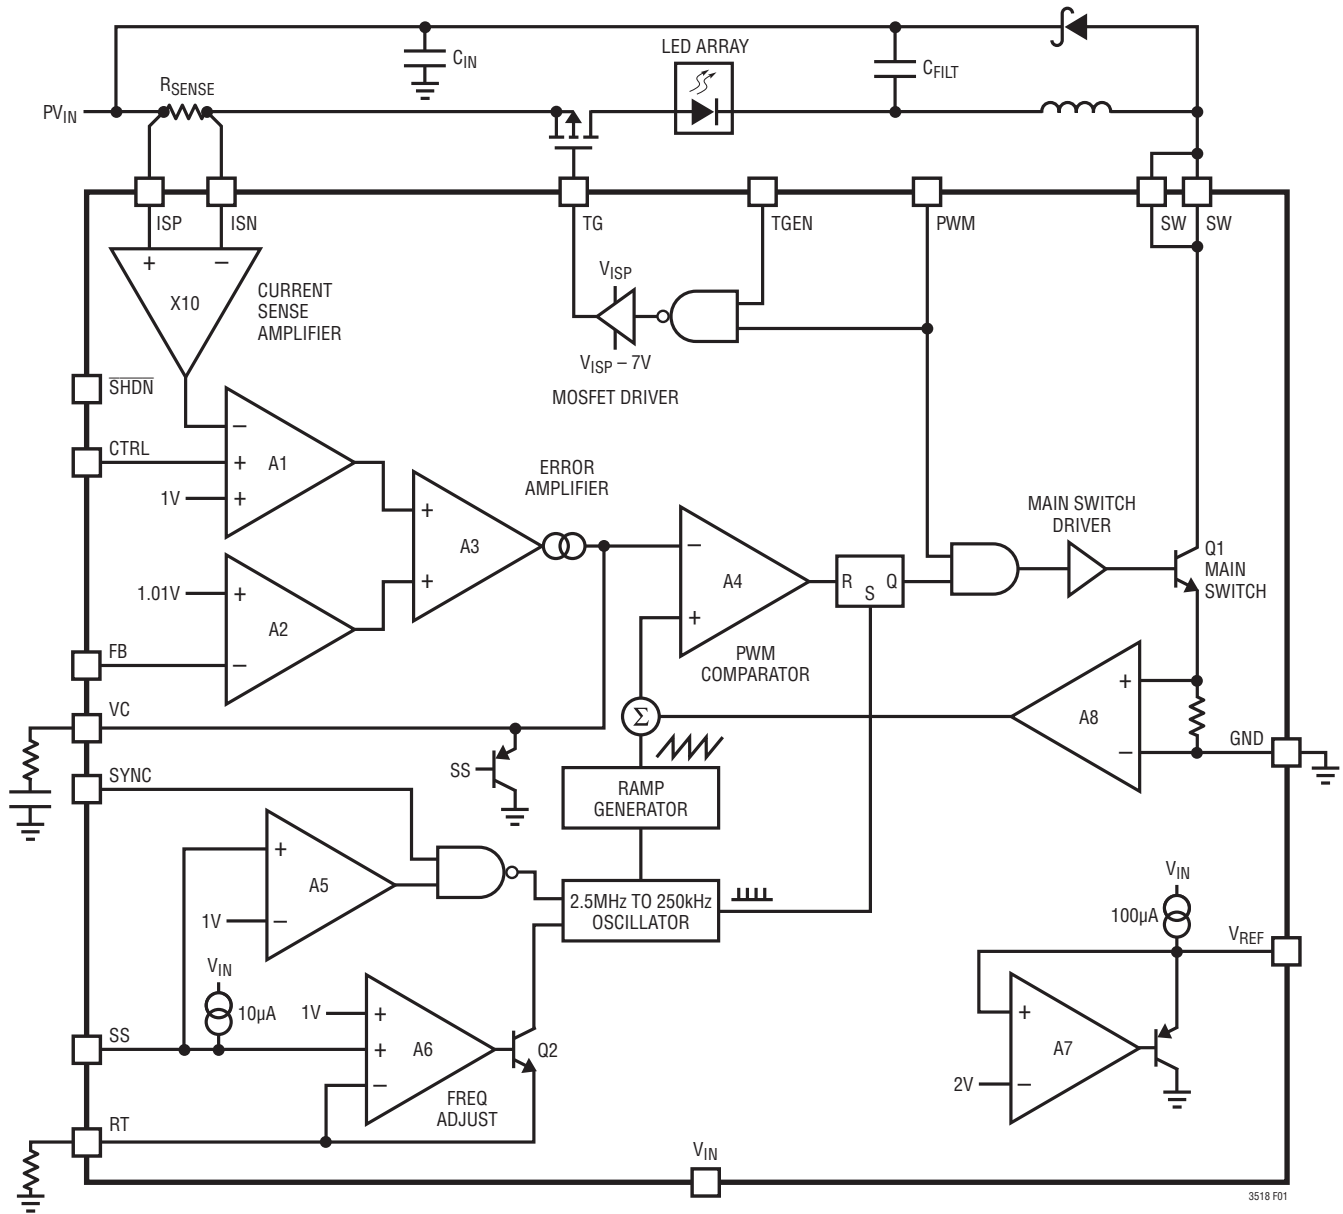 LED ARRAY
CIN
CFILT
RSENSE
PVIN
ISP
ISN
TG
TGEN
PWM
SW
SW
+
−
X10
CURRENT
SENSE
AMPLIFIER
VISP
VISP – 7V
MOSFET DRIVER
SHDN
CTRL
1V
−
+
+
A1
ERROR
AMPLIFIER
+
+
A3
1.01V
+
−
A2
FB
−
+
A4
PWM
COMPARATOR
R
S
Q
MAIN SWITCH
DRIVER
Q1
MAIN
SWITCH
VC
SS
Σ
+
−
A8
GND
SYNC
RAMP
GENERATOR
+
−
A5
1V
2.5MHz TO 250kHz
OSCILLATOR
VIN
10µA
SS
1V
+
+
−
A6
Q2
FREQ
ADJUST
RT
VIN
100µA
VREF
+
−
A7
2V
VIN
3518 F01